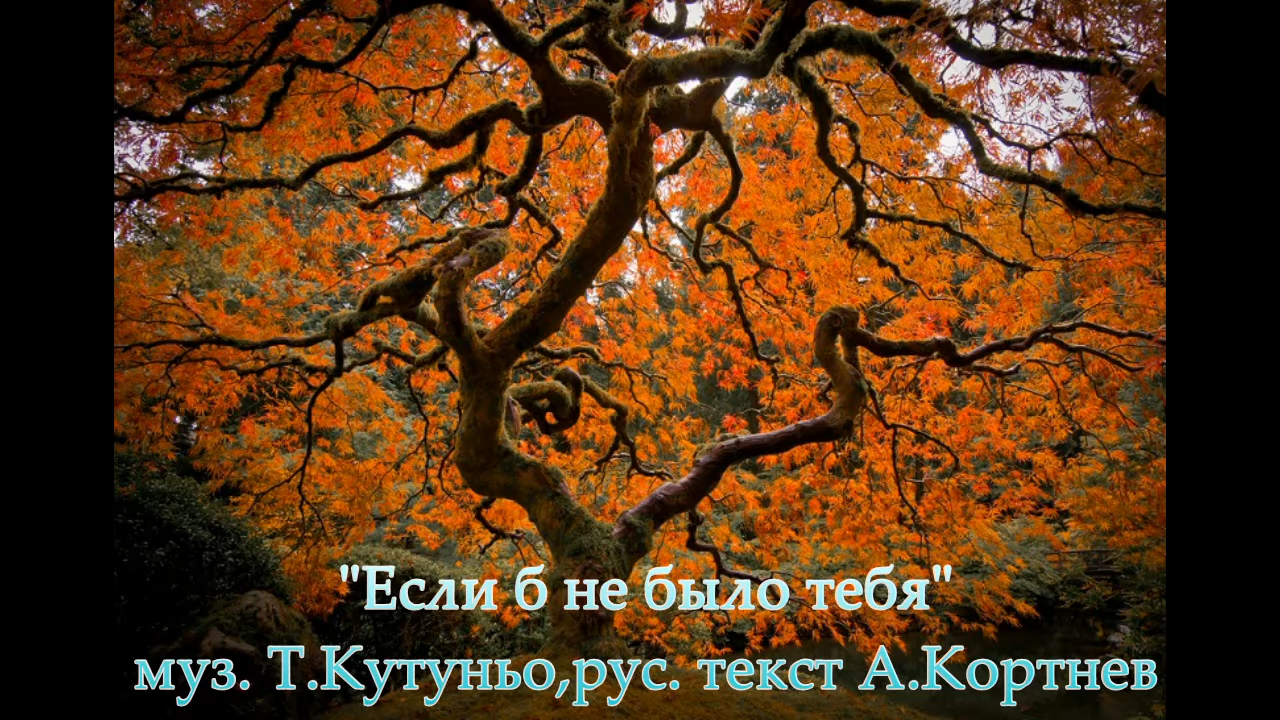 "Если б не было тебя"
муз. Т.Кутуньо,рус. текст А.Кортнев